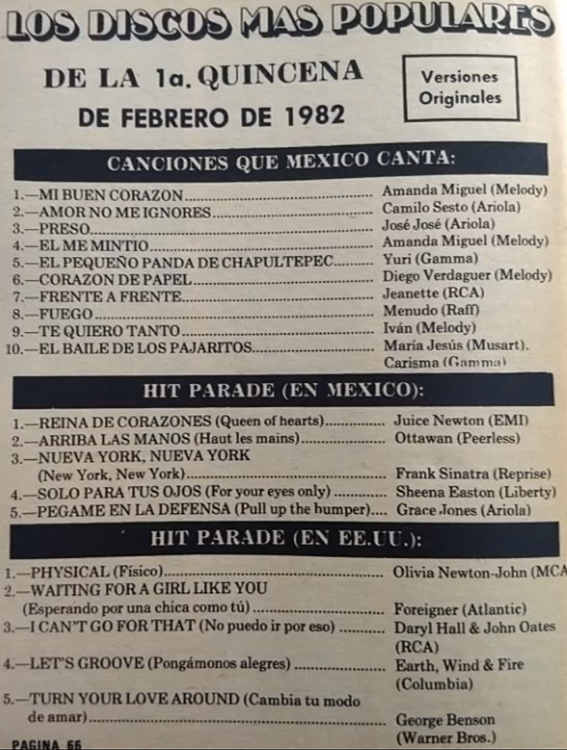 LOS DISCOS MAS POPULARES
DE LA 1a. QUINCENA
DE FEBRERO DE 1982
Versiones
Originales
CANCIONES QUE MEXICO CANTA:
1.—MI BUEN CORAZON.......... Amanda Miguel (Melody)
2.—AMOR NO ME IGNORES.......... Camilo Sesto (Ariola)
3.—PRESO.......... José José (Ariola)
4.—EL ME MINTIO.......... Amanda Miguel (Melody)
5.—EL PEQUEÑO PANDA DE CHAPULTEPEC.......... Yuri (Gamma)
6.—CORAZON DE PAPEL.......... Diego Verdaguer (Melody)
7.—FRENTE A FRENTE.......... Jeanette (RCA)
8.—FUEGO.......... Menudo (Raff)
9.—TE QUIERO TANTO.......... Iván (Melody)
10.—EL BAILE DE LOS PAJARITOS.......... María Jesús (Musart).
Carisma (Gamma)
HIT PARADE (EN MEXICO):
1.—REINA DE CORAZONES (Queen of hearts).......... Juice Newton (EMI)
2.—ARRIBA LAS MANOS (Haut les mains).......... Ottawan (Peerless)
3.—NUEVA YORK, NUEVA YORK
(New York, New York).......... Frank Sinatra (Reprise)
4.—SOLO PARA TUS OJOS (For your eyes only).......... Sheena Easton (Liberty)
5.—PEGAME EN LA DEFENSA (Pull up the bumper).... Grace Jones (Ariola)
HIT PARADE (EN EE.UU.):
1.—PHYSICAL (Físico).......... Olivia Newton-John (MCA
2.—WAITING FOR A GIRL LIKE YOU
(Esperando por una chica como tú).......... Foreigner (Atlantic)
3.—I CAN'T GO FOR THAT (No puedo ir por eso).......... Daryl Hall & John Oates
(RCA)
4.—LET'S GROOVE (Pongámonos alegres).......... Earth, Wind & Fire
(Columbia)
5.—TURN YOUR LOVE AROUND (Cambia tu modo
de amar).......... George Benson
(Warner Bros.)
PAGINA 66